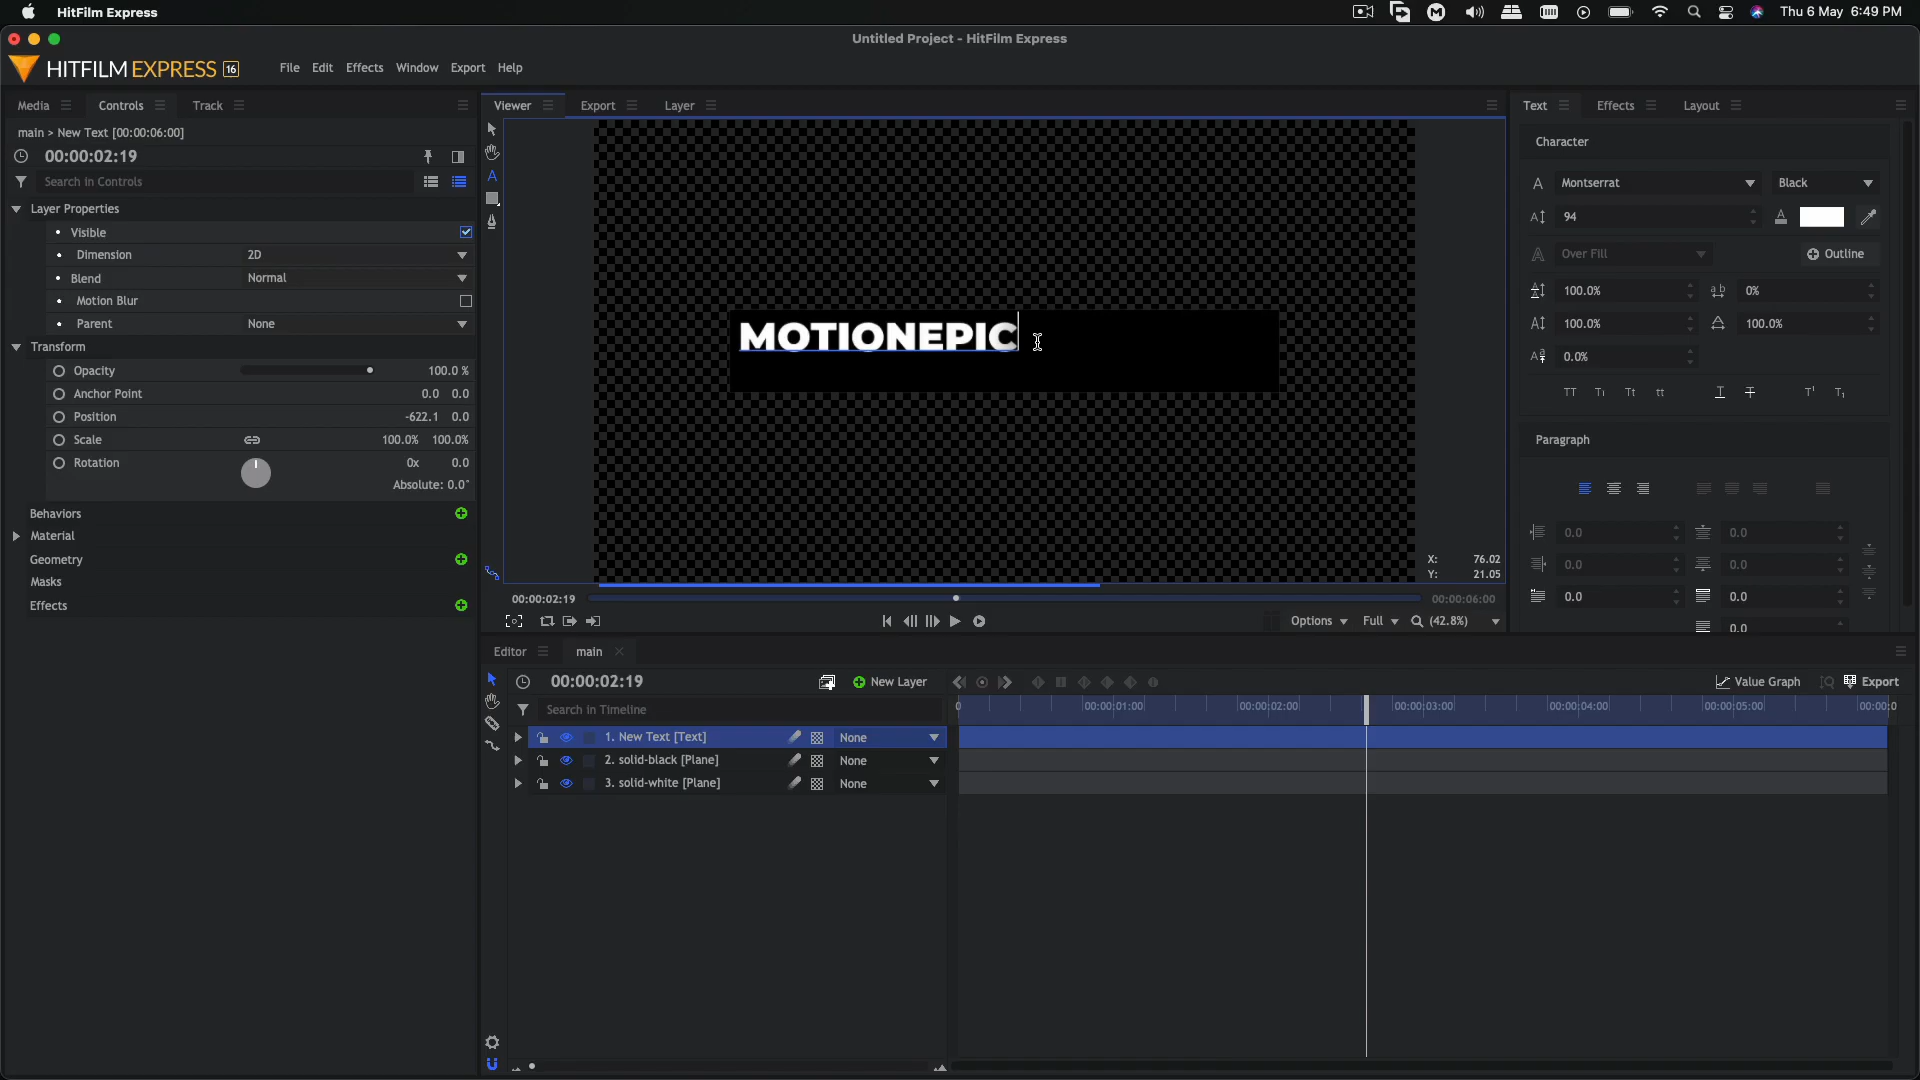 HitFilm Express
Thu 6 May 6:49 PM
Untitled Project - HitFilm Express
HITFILM EXPRESS 16
File Edit Effects Window Export Help
Media Controls Track
Viewer Export Layer
Text Effects Layout
main > New Text [00:00:06:00]
00:00:02:19
Search in Controls
Layer Properties
Visible
Dimension 2D
Blend Normal
Motion Blur
Parent None
Transform
Opacity 100.0 %
Anchor Point 0.0 0.0
Position -622.1 0.0
Scale 100.0% 100.0%
Rotation 0x 0.0
Absolute: 0.0°
Behaviors
Material
Geometry
Masks
Effects
MOTIONEPIC
X: 76.02
Y: 21.05
00:00:02:19 00:00:06:00
Options Full (42.8%)
Character
Montserrat Black
94
Over Fill Outline
100.0% 0%
100.0% 100.0%
0.0%
TT Tt tt
Paragraph
0.0 0.0
0.0 0.0
0.0 0.0
0.0
Editor main
00:00:02:19 New Layer Value Graph Export
Search in Timeline
0 00:00:01:00 00:00:02:00 00:00:03:00 00:00:04:00 00:00:05:00 00:00:0
1. New Text [Text] None
2. solid-black [Plane] None
3. solid-white [Plane] None